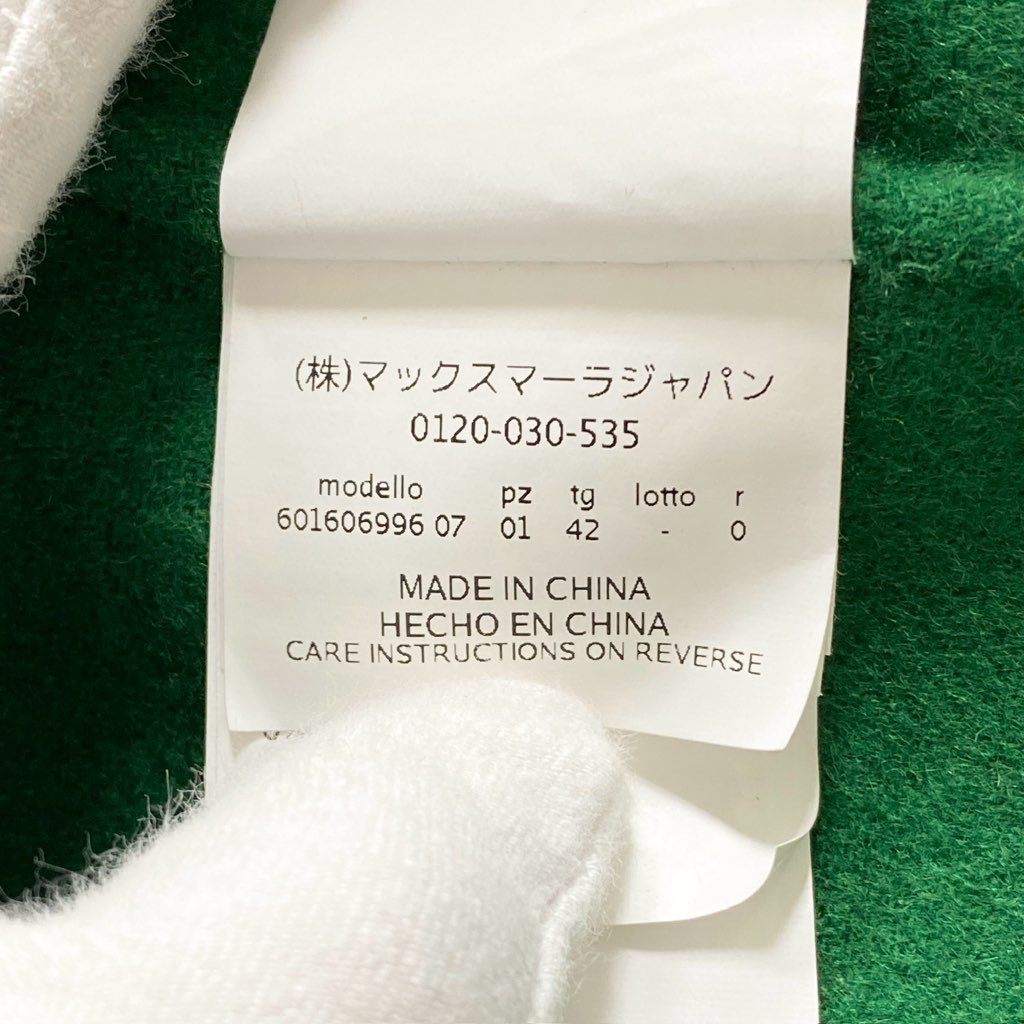 (株)マックスマーラジャパン
0120-030-535
modello pz tg lotto r
601606996 07 01 42 - 0
MADE IN CHINA
HECHO EN CHINA
CARE INSTRUCTIONS ON REVERSE